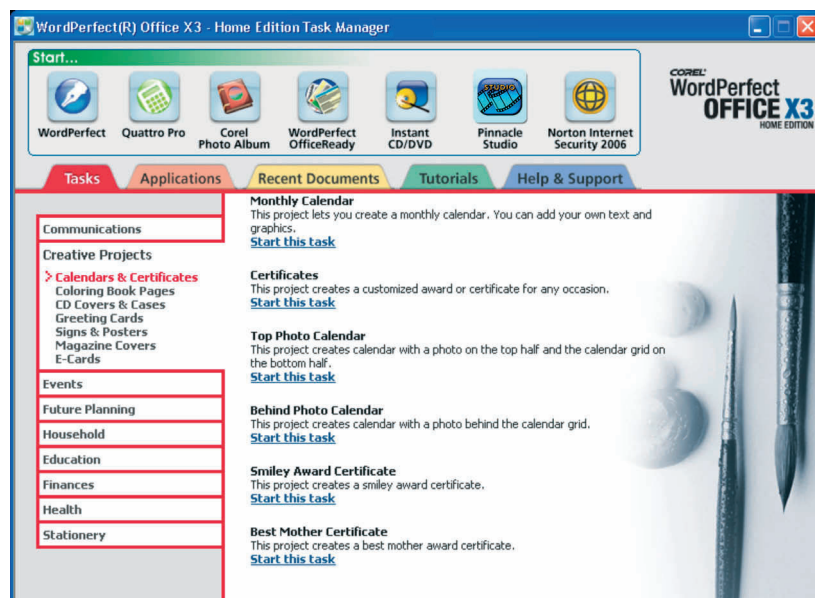 WordPerfect(R) Office X3 - Home Edition Task Manager
Start...
WordPerfect
Quattro Pro
Corel
Photo Album
WordPerfect
OfficeReady
Instant
CD/DVD
STUDIO
Pinnacle
Studio
Norton Internet
Security 2006
COREL
WordPerfect
OFFICE X3
HOME EDITION
Tasks
Applications
Recent Documents
Tutorials
Help & Support
Communications
Creative Projects
> Calendars & Certificates
Coloring Book Pages
CD Covers & Cases
Greeting Cards
Signs & Posters
Magazine Covers
E-Cards
Events
Future Planning
Household
Education
Finances
Health
Stationery
Monthly Calendar
This project lets you create a monthly calendar. You can add your own text and
graphics.
Start this task
Certificates
This project creates a customized award or certificate for any occasion.
Start this task
Top Photo Calendar
This project creates calendar with a photo on the top half and the calendar grid on
the bottom half.
Start this task
Behind Photo Calendar
This project creates calendar with a photo behind the calendar grid.
Start this task
Smiley Award Certificate
This project creates a smiley award certificate.
Start this task
Best Mother Certificate
This project creates a best mother award certificate.
Start this task